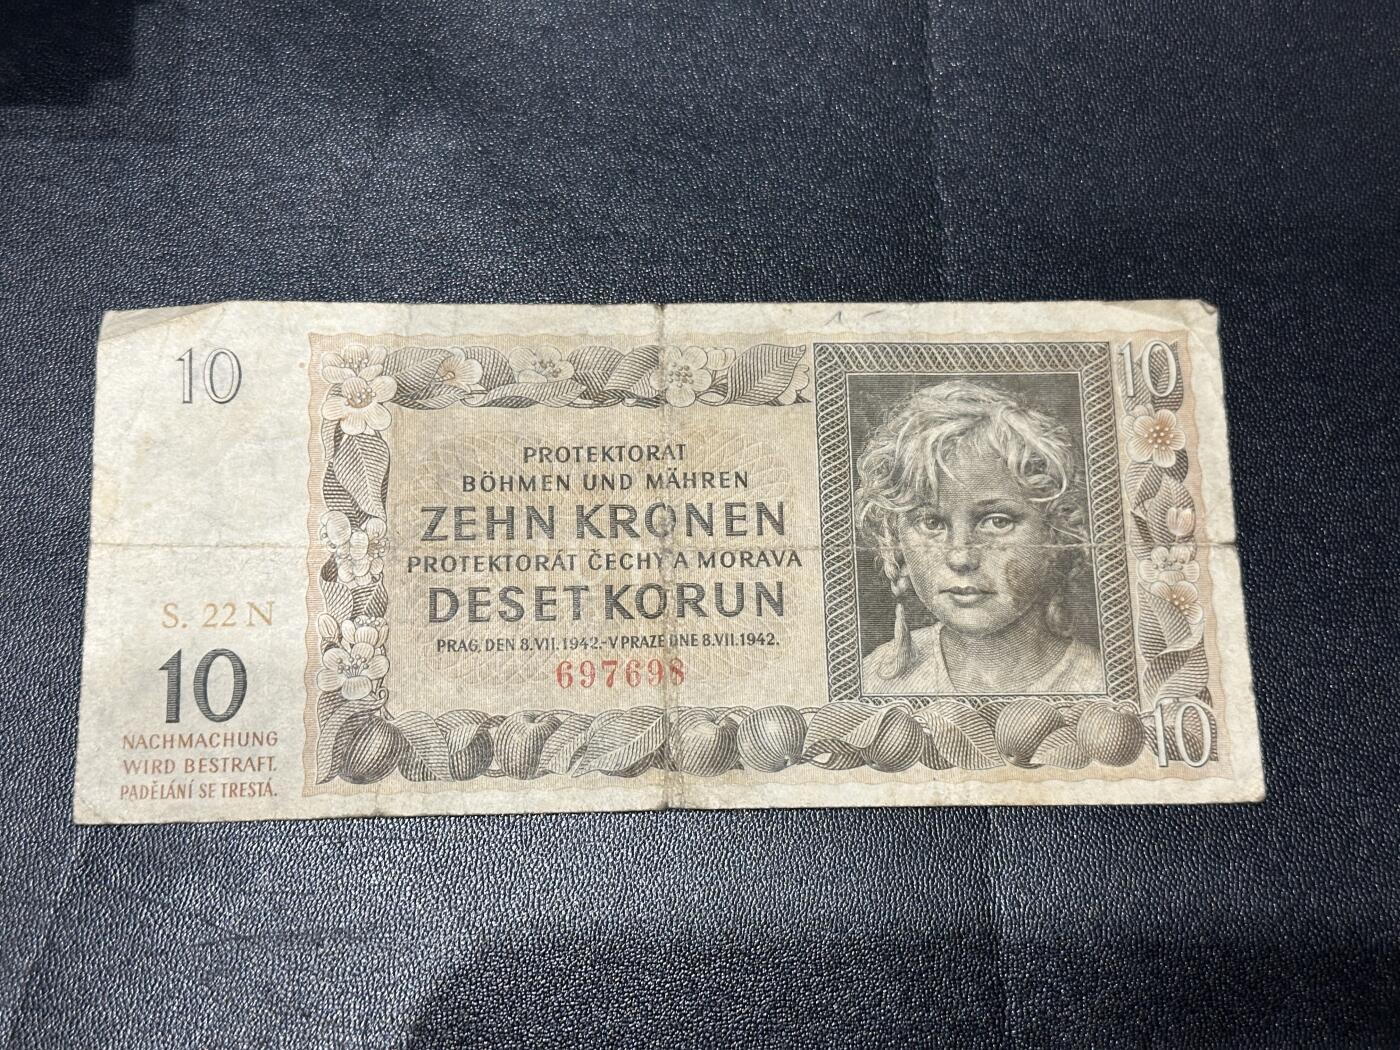 10
10
PROTEKTORAT
BÖHMEN UND MÄHREN
ZEHN KRONEN
PROTEKTORÁT ČECHY A MORAVA
DESET KORUN
PRAG, DEN 8.VII.1942.-V PRAZE DNE 8.VII.1942.
697698
S. 22 N
10
NACHMACHUNG
WIRD BESTRAFT.
PADĚLÁNÍ SE TRESTÁ.
10